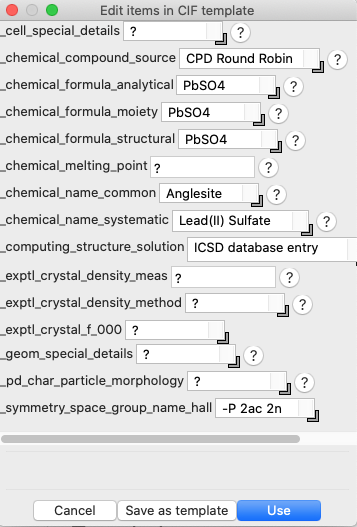 Edit items in CIF template
_cell_special_details ? ?
_chemical_compound_source CPD Round Robin ?
_chemical_formula_analytical PbSO4 ?
_chemical_formula_moiety PbSO4 ?
_chemical_formula_structural PbSO4 ?
_chemical_melting_point ? ?
_chemical_name_common Anglesite ?
_chemical_name_systematic Lead(II) Sulfate ?
_computing_structure_solution ICSD database entry
_exptl_crystal_density_meas ? ?
_exptl_crystal_density_method ? ?
_exptl_crystal_f_000 ? ?
_geom_special_details ? ?
_pd_char_particle_morphology ? ?
_symmetry_space_group_name_hall -P 2ac 2n
Cancel Save as template Use